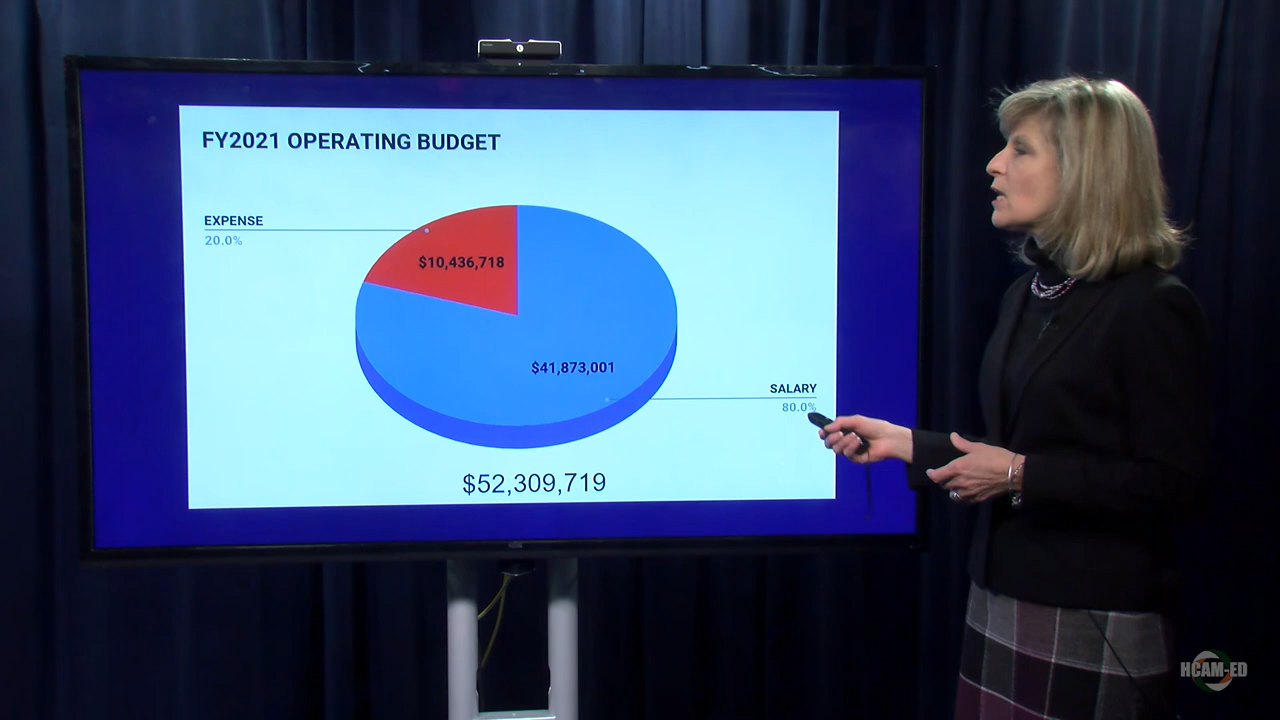 FY2021 OPERATING BUDGET
EXPENSE
20.0%
$10,436,718
$41,873,001
SALARY
80.0%
$52,309,719
HCAM-ED